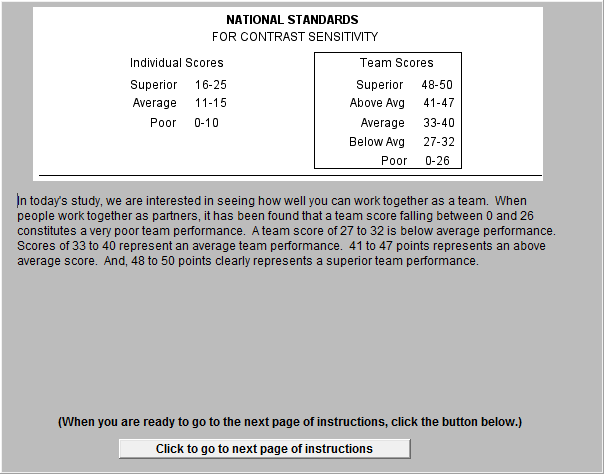 NATIONAL STANDARDS
FOR CONTRAST SENSITIVITY
Individual Scores
Superior 16-25
Average 11-15
Poor 0-10
Team Scores
Superior 48-50
Above Avg 41-47
Average 33-40
Below Avg 27-32
Poor 0-26
In today's study, we are interested in seeing how well you can work together as a team. When
people work together as partners, it has been found that a team score falling between 0 and 26
constitutes a very poor team performance. A team score of 27 to 32 is below average performance.
Scores of 33 to 40 represent an average team performance. 41 to 47 points represents an above
average score. And, 48 to 50 points clearly represents a superior team performance.
(When you are ready to go to the next page of instructions, click the button below.)
Click to go to next page of instructions